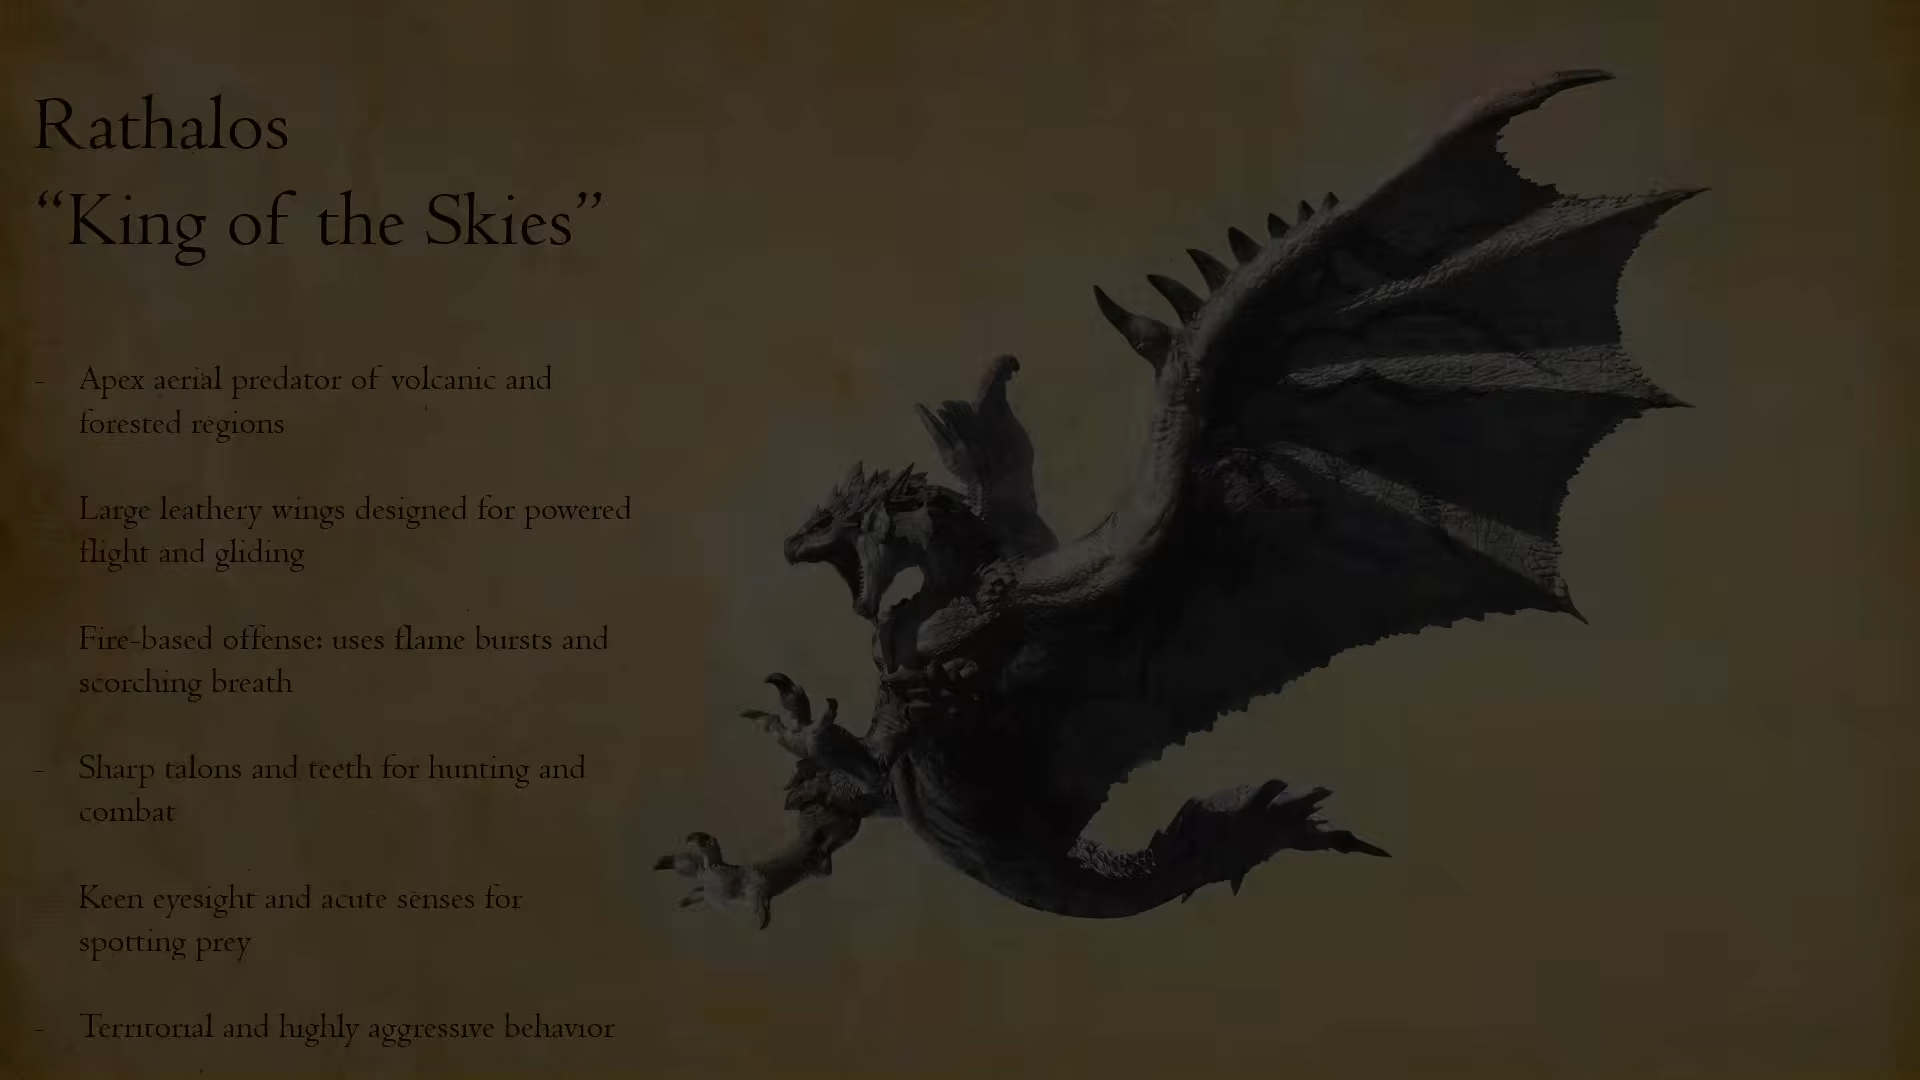 Rathalos
“King of the Skies”
- Apex aerial predator of volcanic and
forested regions
Large leathery wings designed for powered
flight and gliding
Fire-based offense: uses flame bursts and
scorching breath
- Sharp talons and teeth for hunting and
combat
Keen eyesight and acute senses for
spotting prey
- Territorial and highly aggressive behavior